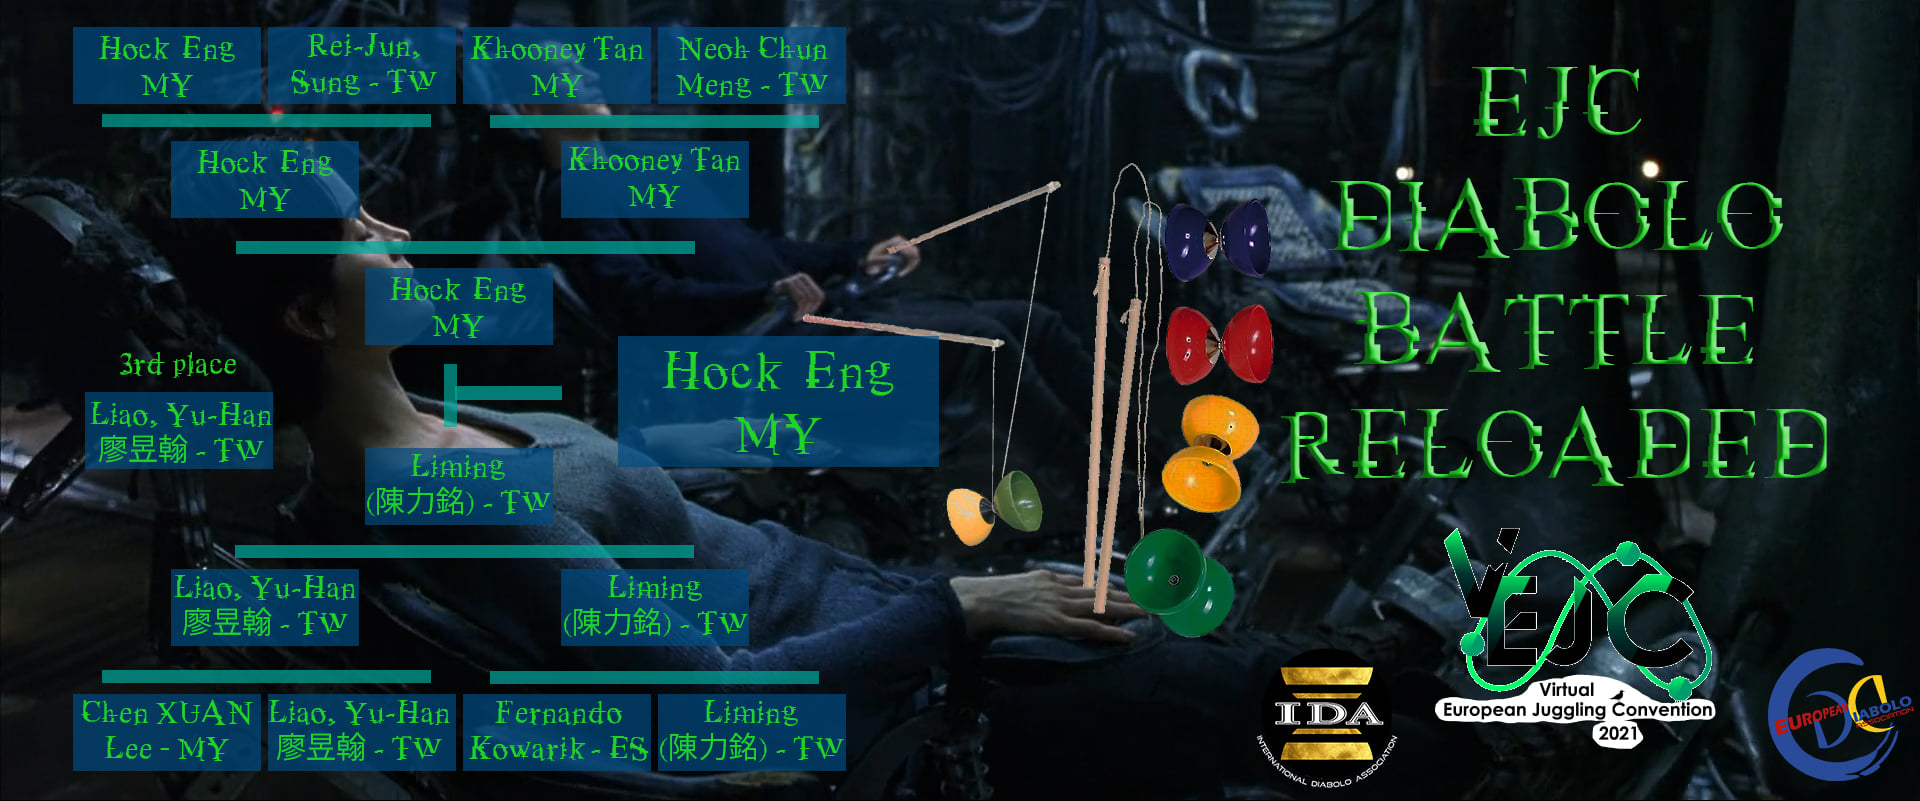 Hock Eng
MY
Rei-Jun,
Sung - TW
Khooney Tan
MY
Neoh Chun
Meng - TW
Hock Eng
MY
Khooney Tan
MY
Hock Eng
MY
3rd place
Liao, Yu-Han
廖昱翰 - TW
Hock Eng
MY
Liming
(陳力銘) - TW
Liao, Yu-Han
廖昱翰 - TW
Liming
(陳力銘) - TW
Chen XUAN
Lee - MY
Liao, Yu-Han
廖昱翰 - TW
Fernando
Kowarik - ES
Liming
(陳力銘) - TW
EJC
DIABOLO
BATTLE
RELOADED
IDA
INTERNATIONAL DIABOLO ASSOCIATION
VEJC
Virtual
European Juggling Convention
2021
EUROPEAN DIABOLO
ASSOCIATION